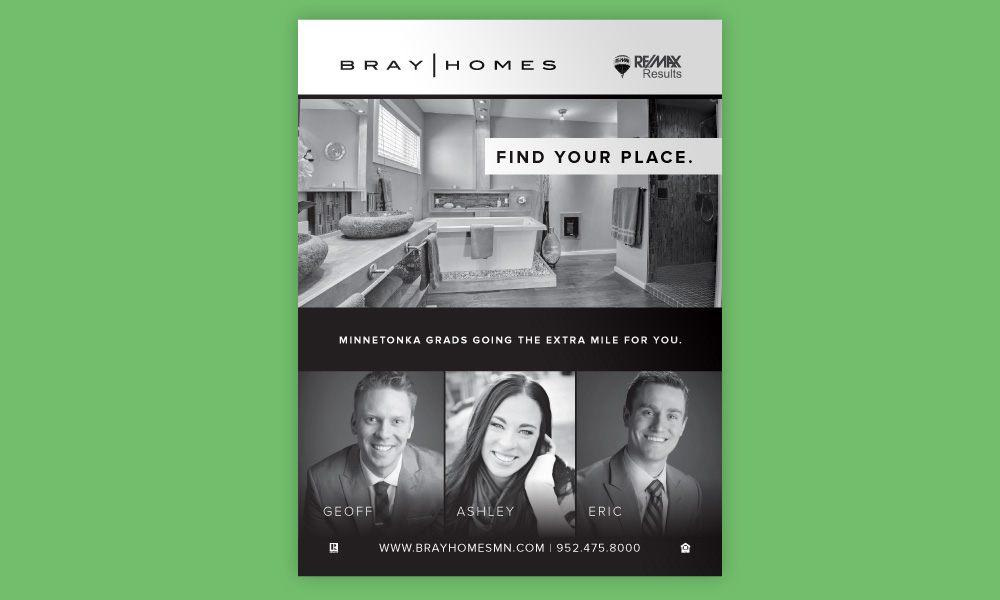 BRAY|HOMES
RE/MAX
Results
FIND YOUR PLACE.
MINNETONKA GRADS GOING THE EXTRA MILE FOR YOU.
GEOFF
ASHLEY
ERIC
WWW.BRAYHOMESMN.COM | 952.475.8000